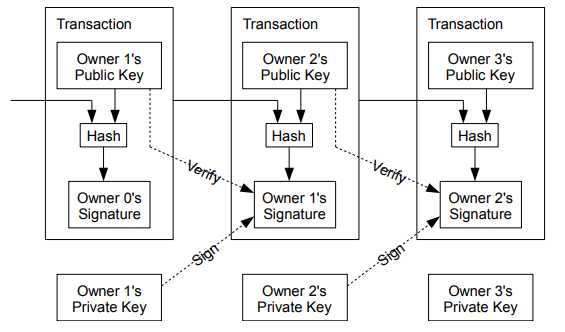 Transaction
Owner 1's
Public Key
Hash
Owner 0's
Signature
Transaction
Owner 2's
Public Key
Hash
Verify
Owner 1's
Signature
Sign
Transaction
Owner 3's
Public Key
Hash
Verify
Owner 2's
Signature
Sign
Owner 1's
Private Key
Owner 2's
Private Key
Owner 3's
Private Key